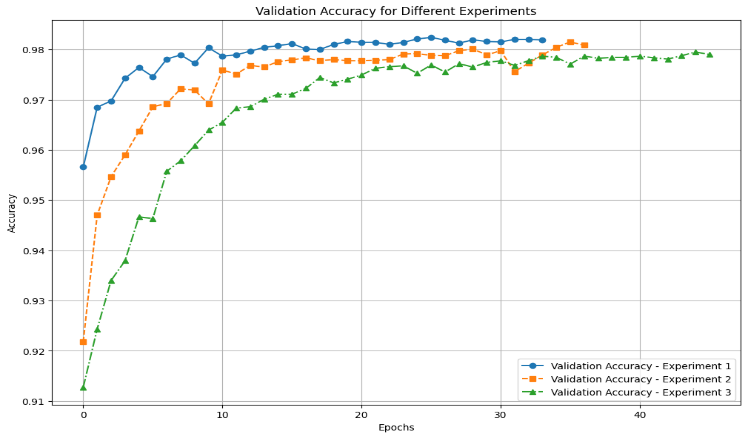 Validation Accuracy for Different Experiments
0.98
0.97
0.96
0.95
0.94
0.93
0.92
0.91
Accuracy
0
10
20
30
40
Epochs
Validation Accuracy - Experiment 1
Validation Accuracy - Experiment 2
Validation Accuracy - Experiment 3